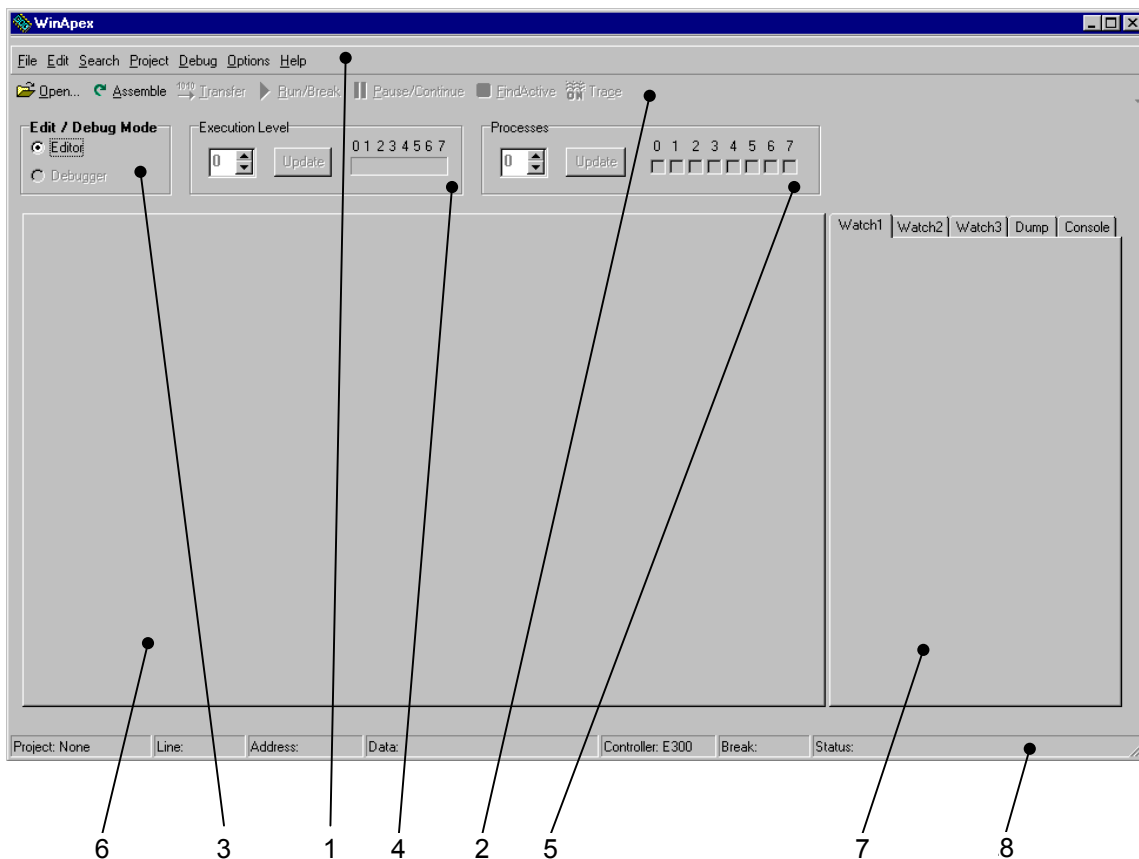 WinApex
File Edit Search Project Debug Options Help
Open... Assemble 1010 Transfer Run/Break Pause/Continue FindActive ON Trace
Edit / Debug Mode
Editor
Debugger
Execution Level
0 Update
0 1 2 3 4 5 6 7
Processes
0 Update
0 1 2 3 4 5 6 7
Watch1 Watch2 Watch3 Dump Console
Project: None Line: Address: Data: Controller: E300 Break: Status:
6 3 1 4 2 5 7 .8